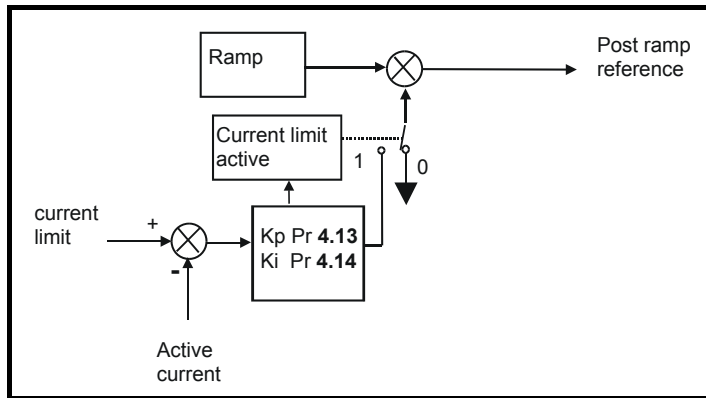 Ramp
Post ramp
reference
Current limit
active
1
0
current
limit
+
-
Kp Pr 4.13
Ki Pr 4.14
Active
current